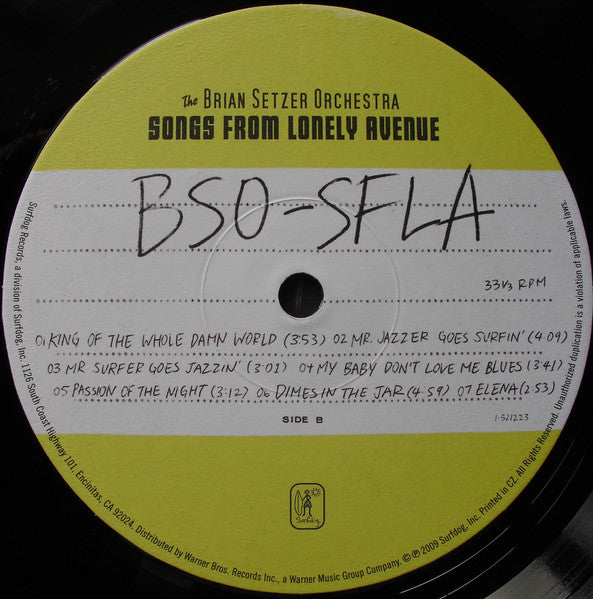 The BRIAN SETZER ORCHESTRA
SONGS FROM LONELY AVENUE
BSO-SFLA
33 1/3 RPM
01 KING OF THE WHOLE DAMN WORLD (3:53) 02 MR. JAZZER GOES SURFIN' (4:09)
03 MR SURFER GOES JAZZIN' (3:01) 04 MY BABY DON'T LOVE ME BLUES (3:41)
05 PASSION OF THE NIGHT (3:12) 06 DIMES IN THE JAR (4:59) 07 ELENA (2:53)
SIDE B
1-521223
Surfdog
Surfdog Records, a division of Surfdog, Inc. 1126 South Coast Highway 101, Encinitas, CA 92024. Distributed by Warner Bros. Records Inc., a Warner Music Group Company. ©℗ 2009 Surfdog, Inc. Printed in CZ. All Rights Reserved. Unauthorized duplication is a violation of applicable laws.